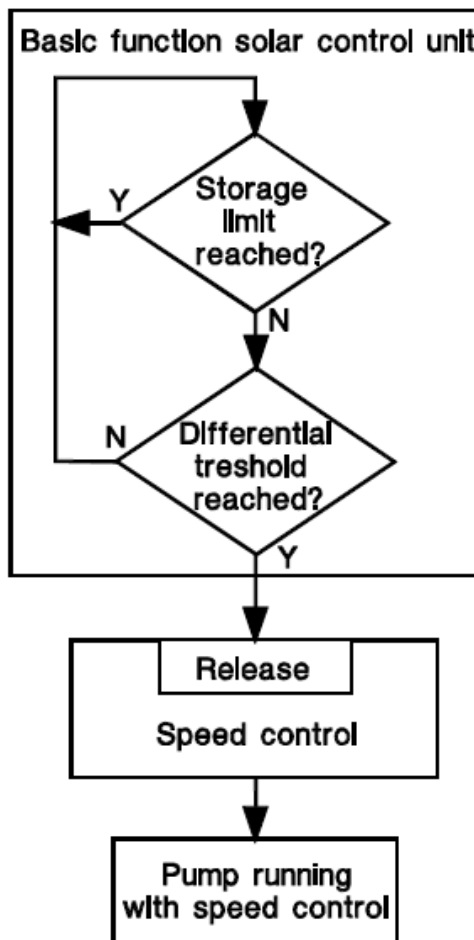 Basic function solar control unit
Storage
limit
reached?
Y
N
Differential
treshold
reached?
N
Y
Release
Speed control
Pump running
with speed control